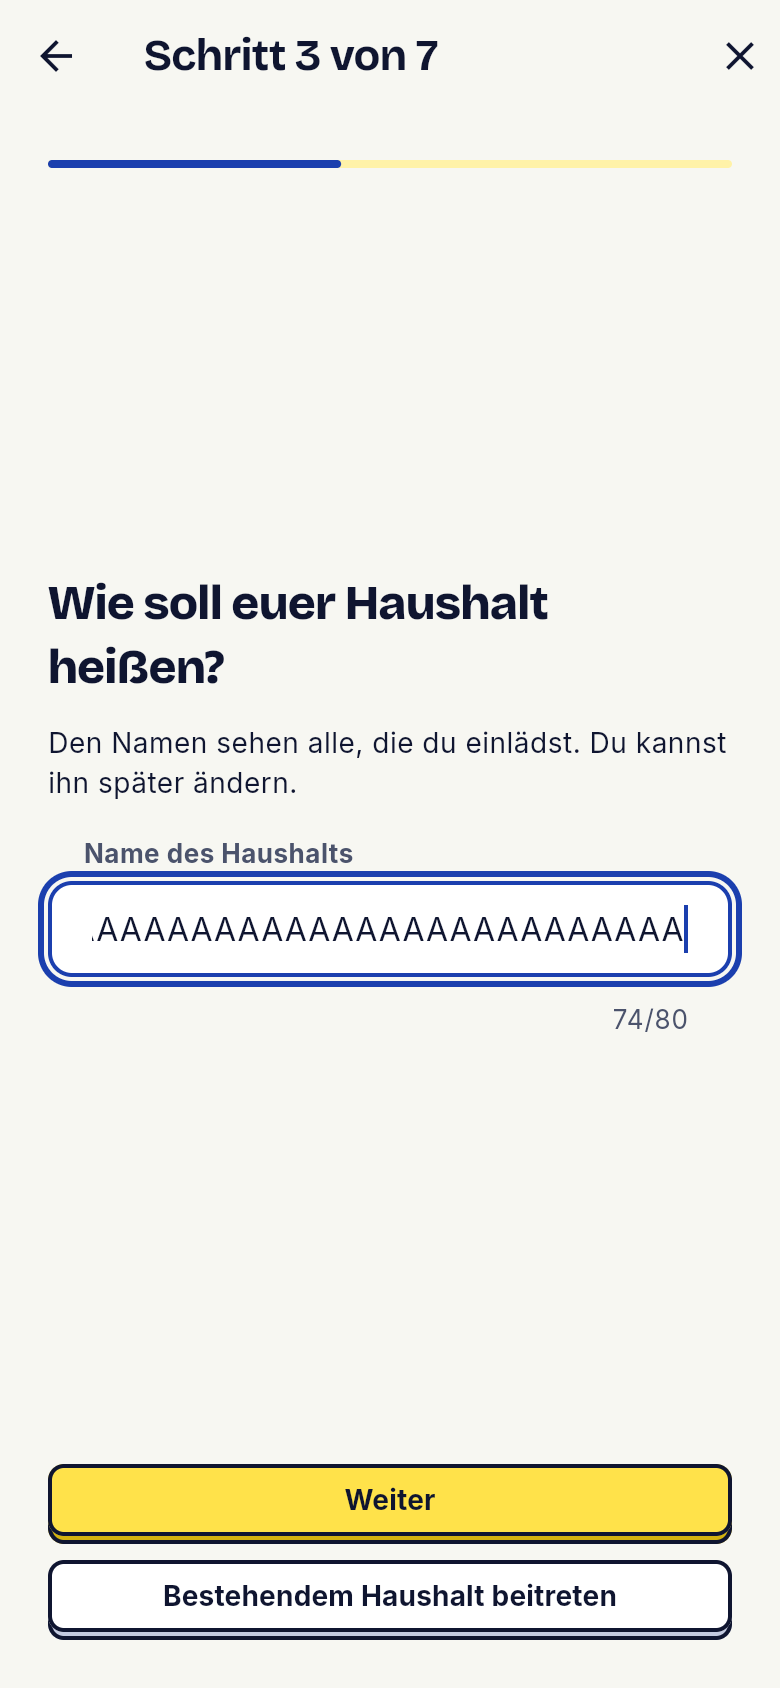 Schritt 3 von 7
Wie soll euer Haushalt
heißen?
Den Namen sehen alle, die du einlädst. Du kannst
ihn später ändern.
Name des Haushalts
AAAAAAAAAAAAAAAAAAAAAAAAA
74/80
Weiter
Bestehendem Haushalt beitreten